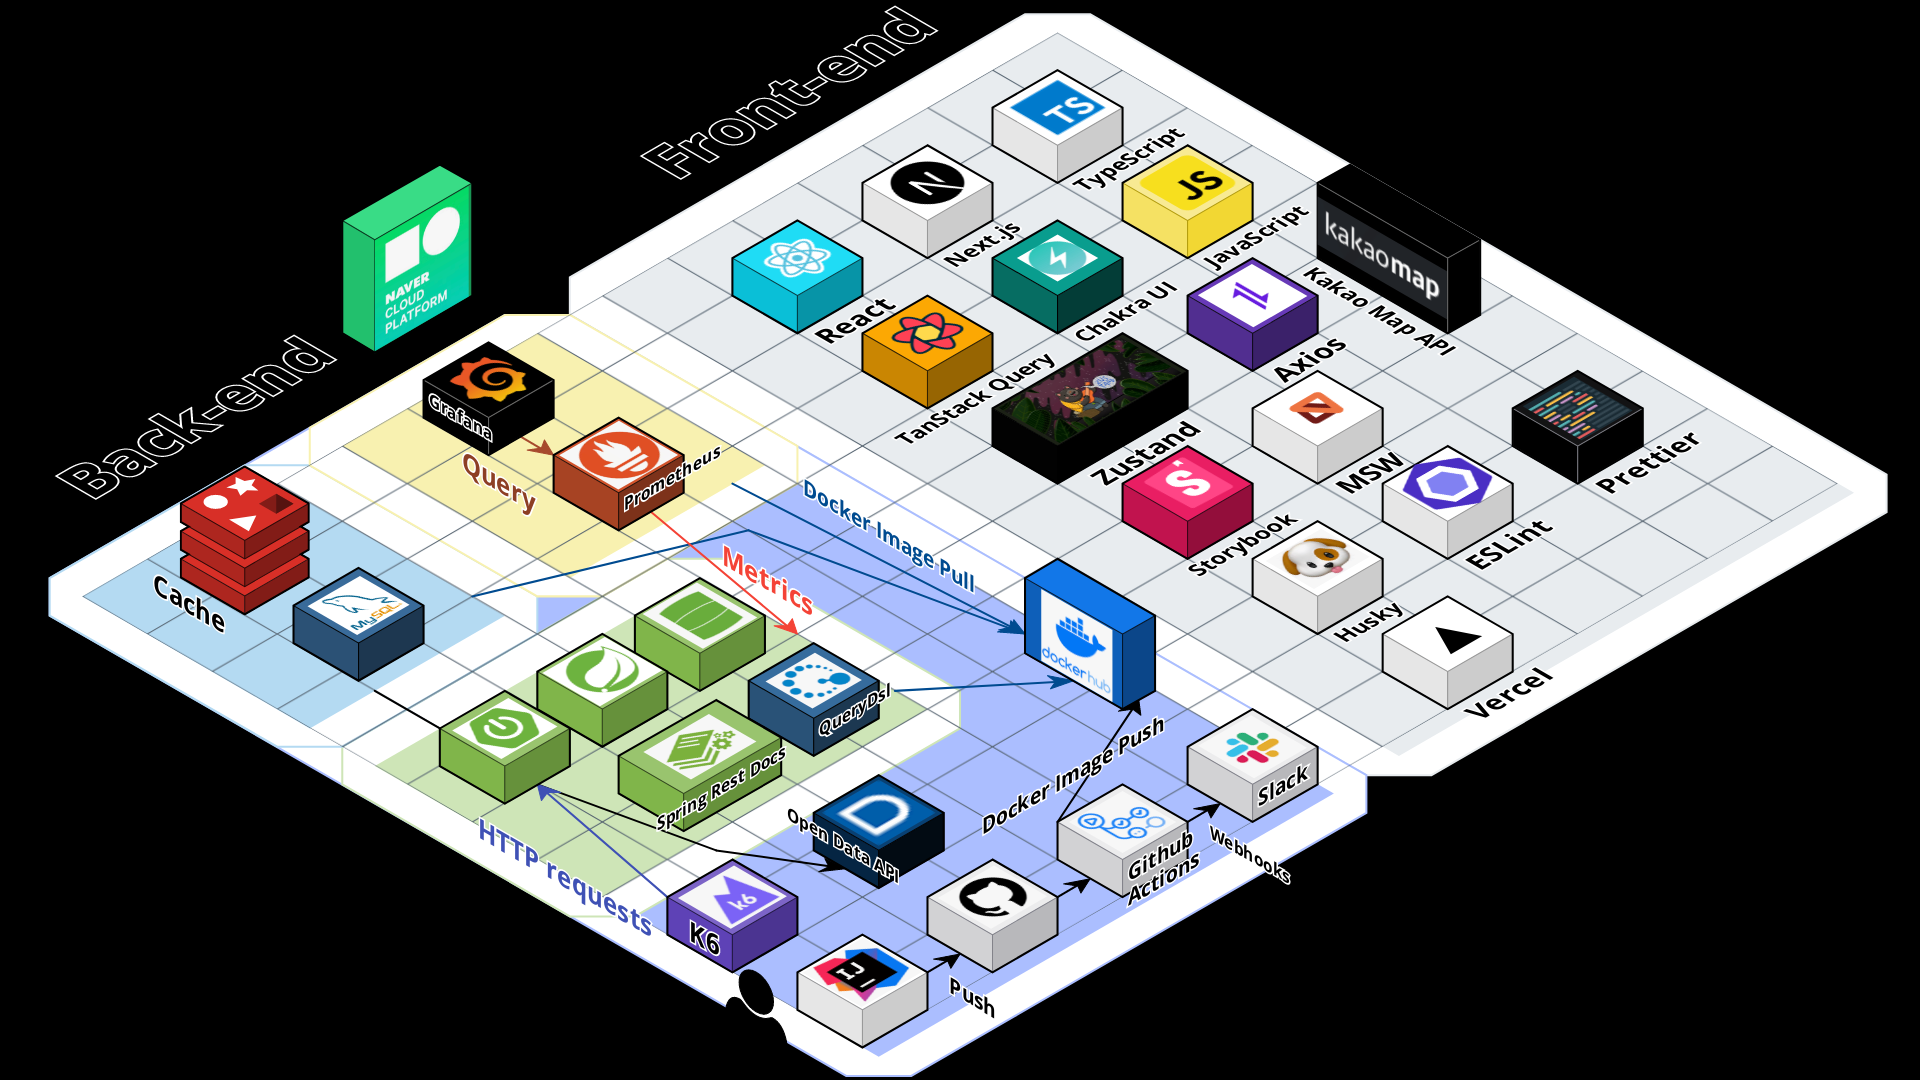 Front-end
TS
TypeScript
N
Next.js
JS
JavaScript
kakaomap
Kakao Map API
React
Chakra UI
Axios
TanStack Query
Zustand
MSW
Prettier
S
Storybook
ESLint
Husky
Vercel
NAVER
CLOUD
PLATFORM
Back-end
Grafana
Query
Prometheus
Metrics
Cache
MySQL
Docker Image Pull
dockerhub
QueryDsl
Spring Rest Docs
Open Data API
D
Docker Image Push
Slack
Webhooks
Github
Actions
HTTP requests
k6
K6
IJ
Push